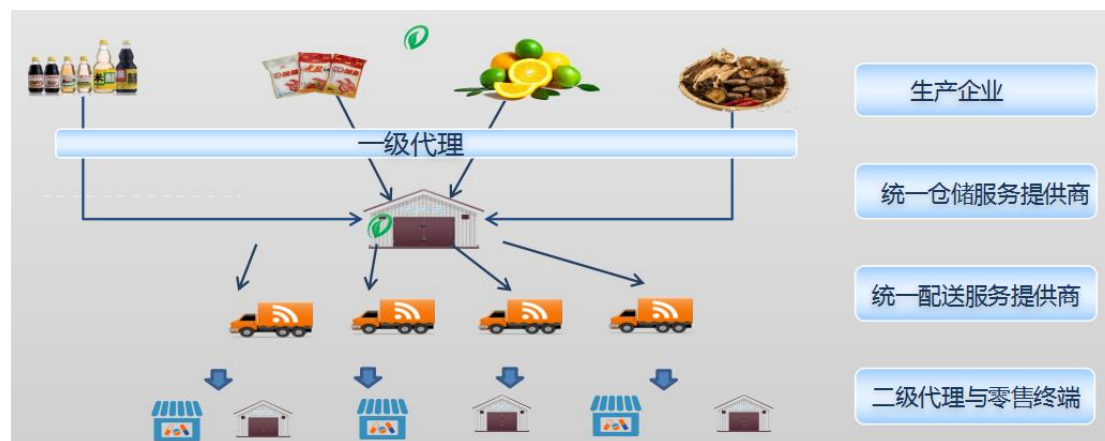 生产企业
一级代理
统一仓储服务提供商
统一配送服务提供商
二级代理与零售终端